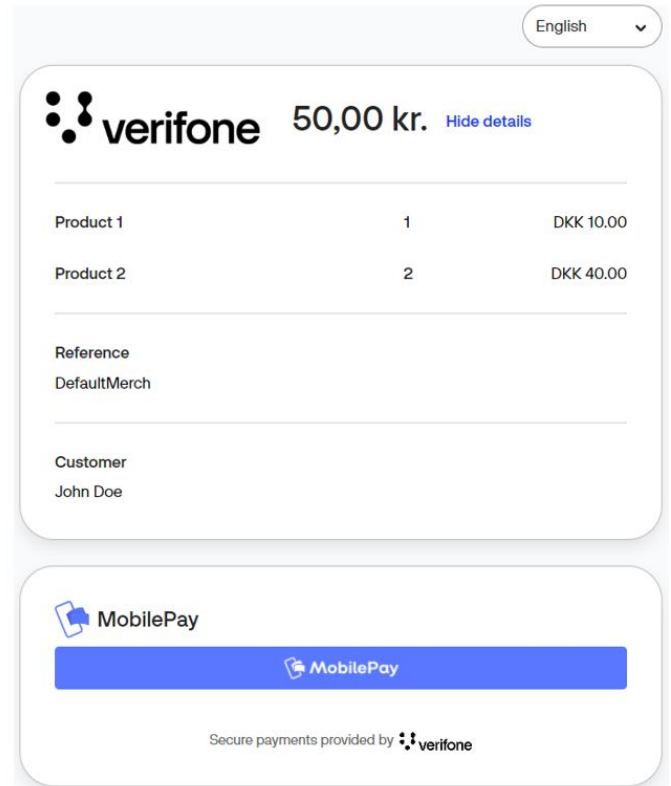 English
verifone 50,00 kr. Hide details
Product 1 1 DKK 10.00
Product 2 2 DKK 40.00
Reference
DefaultMerch
Customer
John Doe
MobilePay
MobilePay
Secure payments provided by verifone